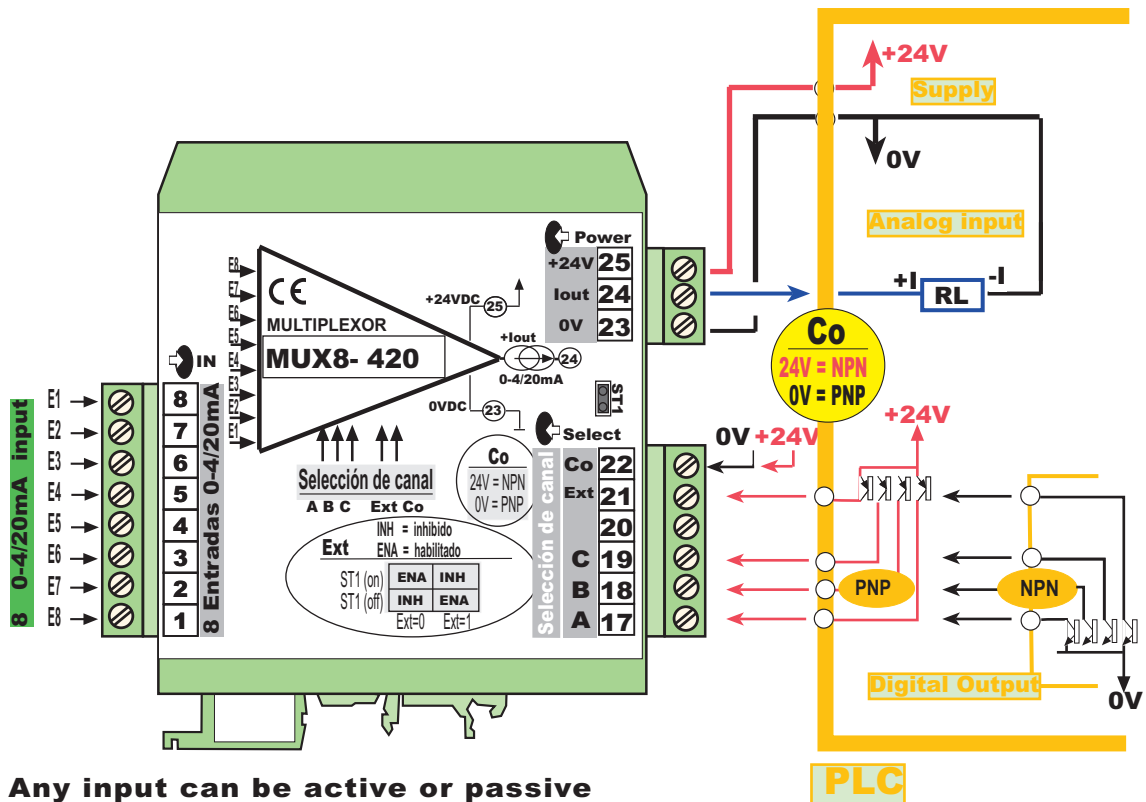 +24V
Supply
0V
Analog input
Power
+24V 25
Iout 24
0V 23
+I RL -I
E8
E7
E6
E5
E4
E3
E2
E1
CE
MULTIPLEXOR
MUX8- 420
+24VDC 25
+Iout
24
0-4/20mA
0VDC 23
ST1
Co
24V = NPN
0V = PNP
IN
8 0-4/20mA input
E1
E2
E3
E4
E5
E6
E7
E8
8
7
6
5
4
3
2
1
8 Entradas 0-4/20mA
Selección de canal
A B C Ext Co
Co
24V = NPN
0V = PNP
INH = inhibido
Ext ENA = habilitado
ST1 (on) ENA INH
ST1 (off) INH ENA
Ext=0 Ext=1
Select
Selección de canal
Co 22
Ext 21
20
C 19
B 18
A 17
0V +24V
+24V
PNP
NPN
Digital Output
0V
Any input can be active or passive
PLC